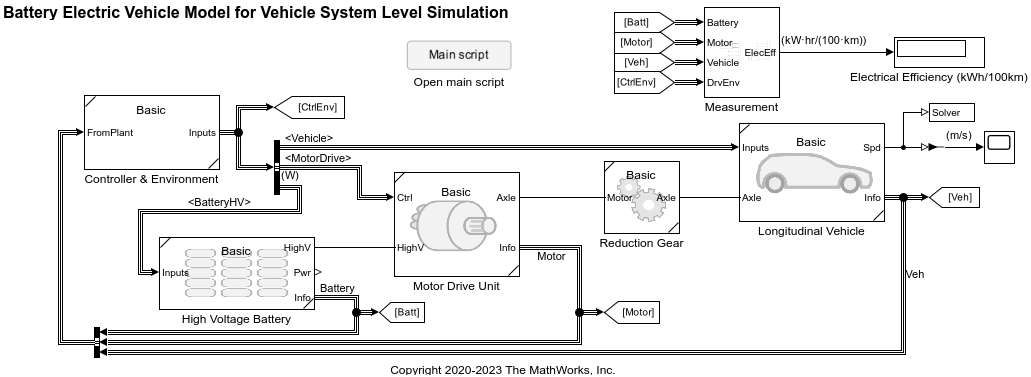 Battery Electric Vehicle Model for Vehicle System Level Simulation
Main script
Open main script
[Batt]
[Motor]
[Veh]
[CtrlEnv]
Battery
Motor
Vehicle
DrvEnv
ElecEff
Measurement
(kW·hr/(100·km))
Electrical Efficiency (kWh/100km)
Basic
FromPlant
Inputs
Controller & Environment
[CtrlEnv]
<Vehicle>
<MotorDrive>
(W)
<BatteryHV>
Basic
Inputs
HighV
Pwr
Info
High Voltage Battery
Battery
[Batt]
Basic
Ctrl
HighV
Axle
Info
Motor Drive Unit
Motor
[Motor]
Basic
Motor
Axle
Reduction Gear
Basic
Inputs
Axle
Spd
Info
Longitudinal Vehicle
Solver
(m/s)
[Veh]
Veh
Copyright 2020-2023 The MathWorks, Inc.